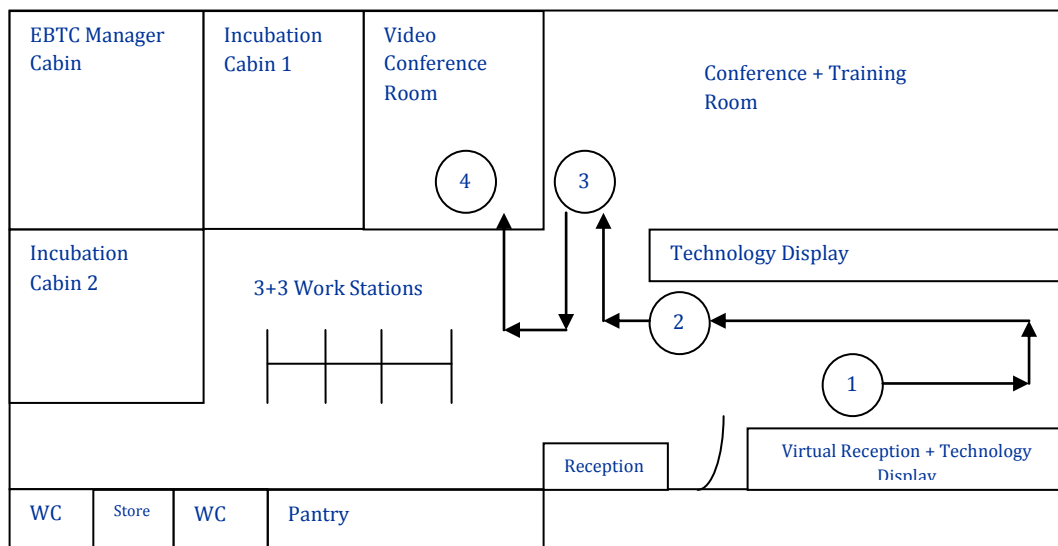 EBTC Manager
Cabin
Incubation
Cabin 1
Video
Conference
Room
Conference + Training
Room
4
3
Incubation
Cabin 2
3+3 Work Stations
Technology Display
2
1
Reception
Virtual Reception + Technology
Display
WC
Store
WC
Pantry